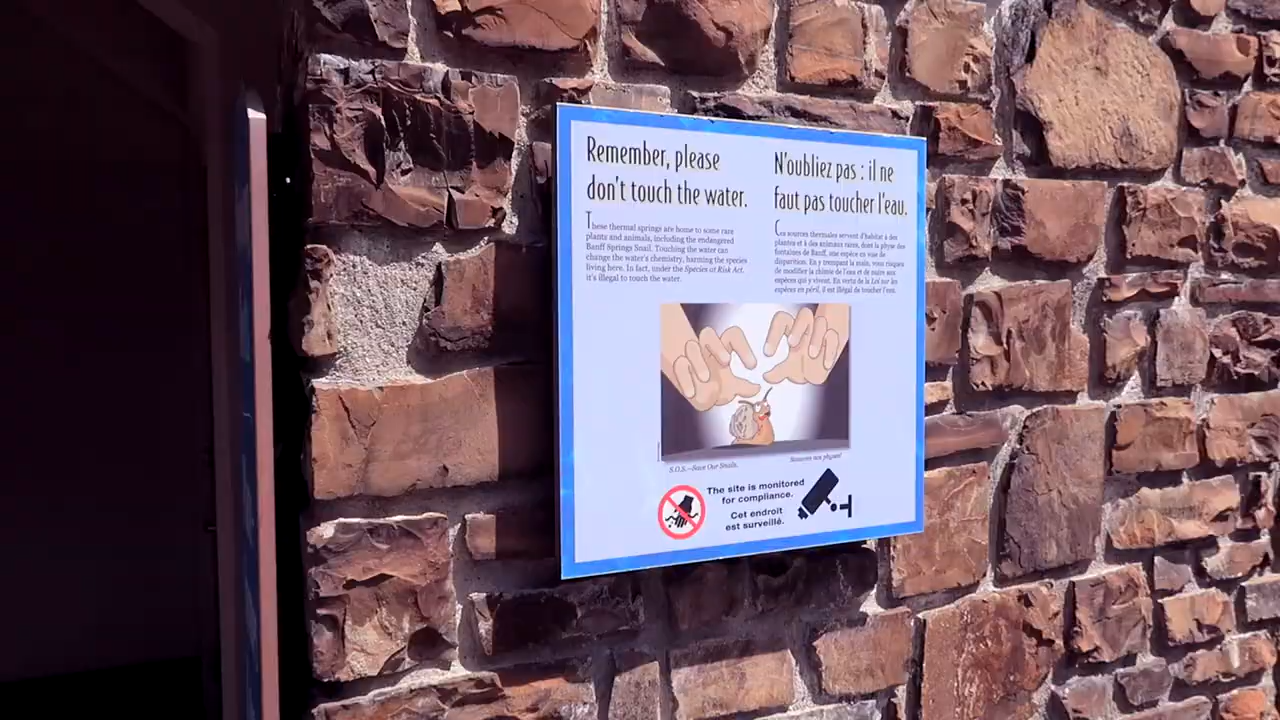 Remember, please
don't touch the water.
These thermal springs are home to some rare
plants and animals, including the endangered
Banff Springs Snail. Touching the water can
change the water's chemistry, harming the species
living here. In fact, under the Species at Risk Act,
it's illegal to touch the water.
N'oubliez pas : il ne
faut pas toucher l'eau.
Ces sources thermales servent d'habitat à des
plantes et à des animaux rares, dont la physe des
fontaines de Banff, une espèce en voie de
disparition. En y trempant la main, vous risquez
de modifier la chimie de l'eau et de nuire aux
espèces qui y vivent. En vertu de la Loi sur les
espèces en péril, il est illégal de toucher l'eau.
S.O.S.—Save Our Snails.
Sauvons nos physes!
The site is monitored
for compliance.
Cet endroit
est surveillé.